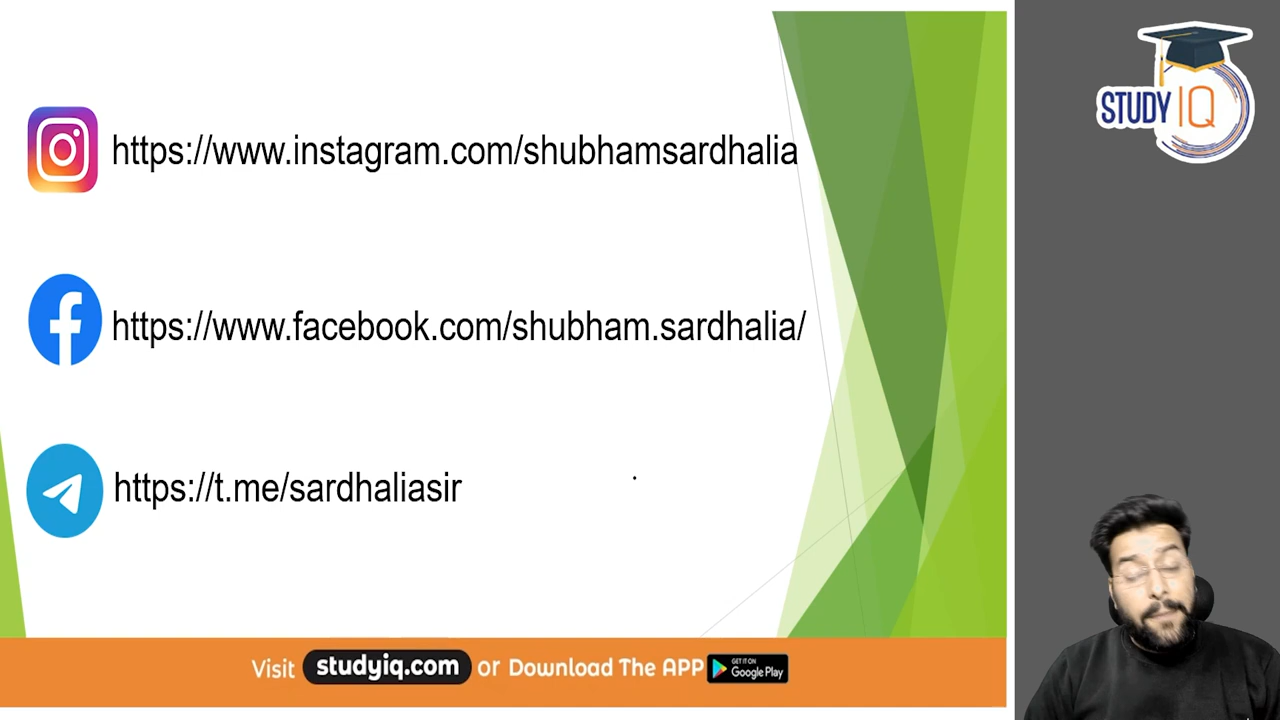 https://www.instagram.com/shubhamsardhalia
https://www.facebook.com/shubham.sardhalia/
https://t.me/sardhaliasir
STUDY IQ
Visit studyiq.com or Download The APP GET IT ON Google Play